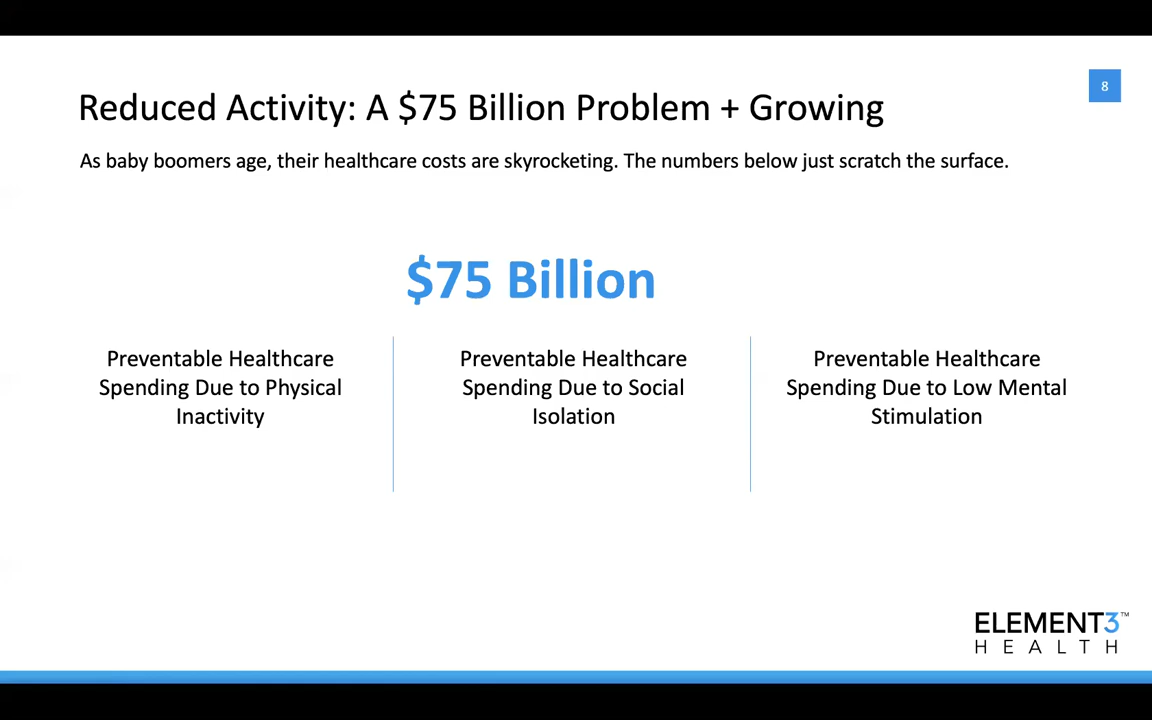 8
Reduced Activity: A $75 Billion Problem + Growing
As baby boomers age, their healthcare costs are skyrocketing. The numbers below just scratch the surface.
$75 Billion
Preventable Healthcare
Spending Due to Physical
Inactivity
Preventable Healthcare
Spending Due to Social
Isolation
Preventable Healthcare
Spending Due to Low Mental
Stimulation
ELEMENT3™
HEALTH